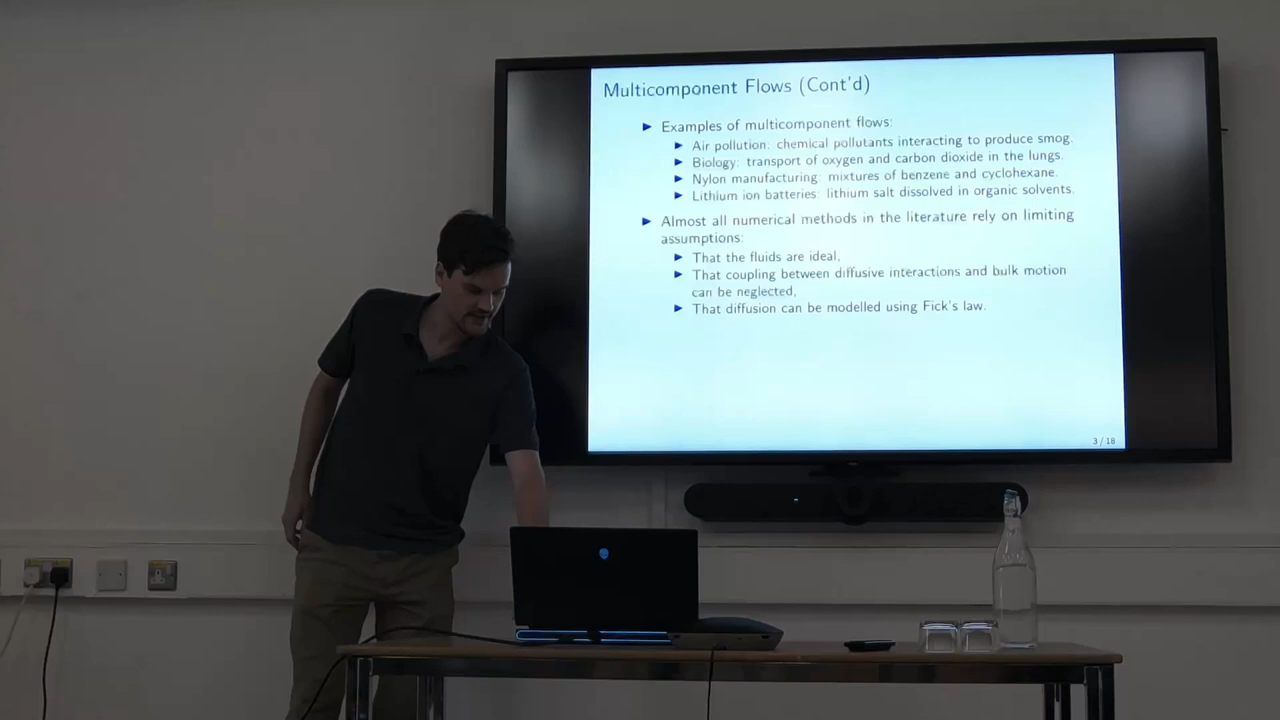 Multicomponent Flows (Cont'd)
▶ Examples of multicomponent flows:
▶ Air pollution: chemical pollutants interacting to produce smog.
▶ Biology: transport of oxygen and carbon dioxide in the lungs.
▶ Nylon manufacturing: mixtures of benzene and cyclohexane.
▶ Lithium ion batteries: lithium salt dissolved in organic solvents.
▶ Almost all numerical methods in the literature rely on limiting
assumptions:
▶ That the fluids are ideal,
▶ That coupling between diffusive interactions and bulk motion
can be neglected,
▶ That diffusion can be modelled using Fick's law.
3 / 18